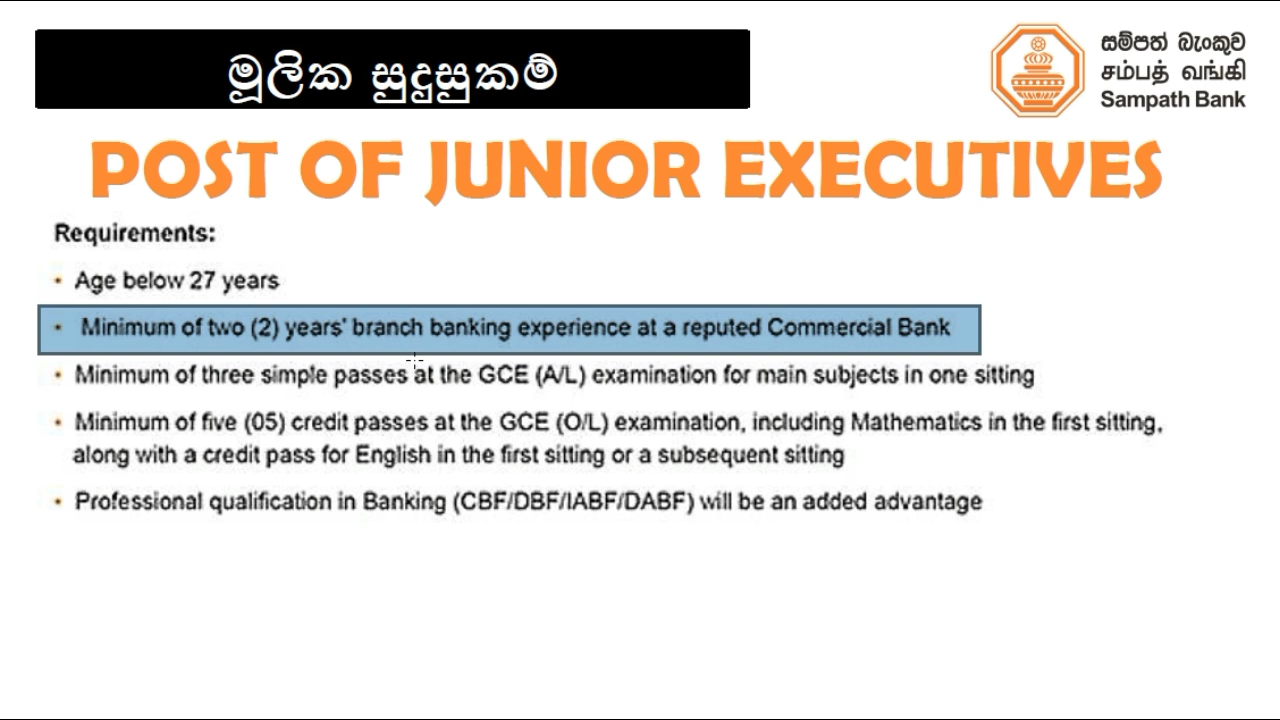 මූලික සුදුසුකම්
සම්පත් බැංකුව
சம்பத் வங்கி
Sampath Bank
POST OF JUNIOR EXECUTIVES
Requirements:
• Age below 27 years
• Minimum of two (2) years' branch banking experience at a reputed Commercial Bank
• Minimum of three simple passes at the GCE (A/L) examination for main subjects in one sitting
• Minimum of five (05) credit passes at the GCE (O/L) examination, including Mathematics in the first sitting,
along with a credit pass for English in the first sitting or a subsequent sitting
• Professional qualification in Banking (CBF/DBF/IABF/DABF) will be an added advantage